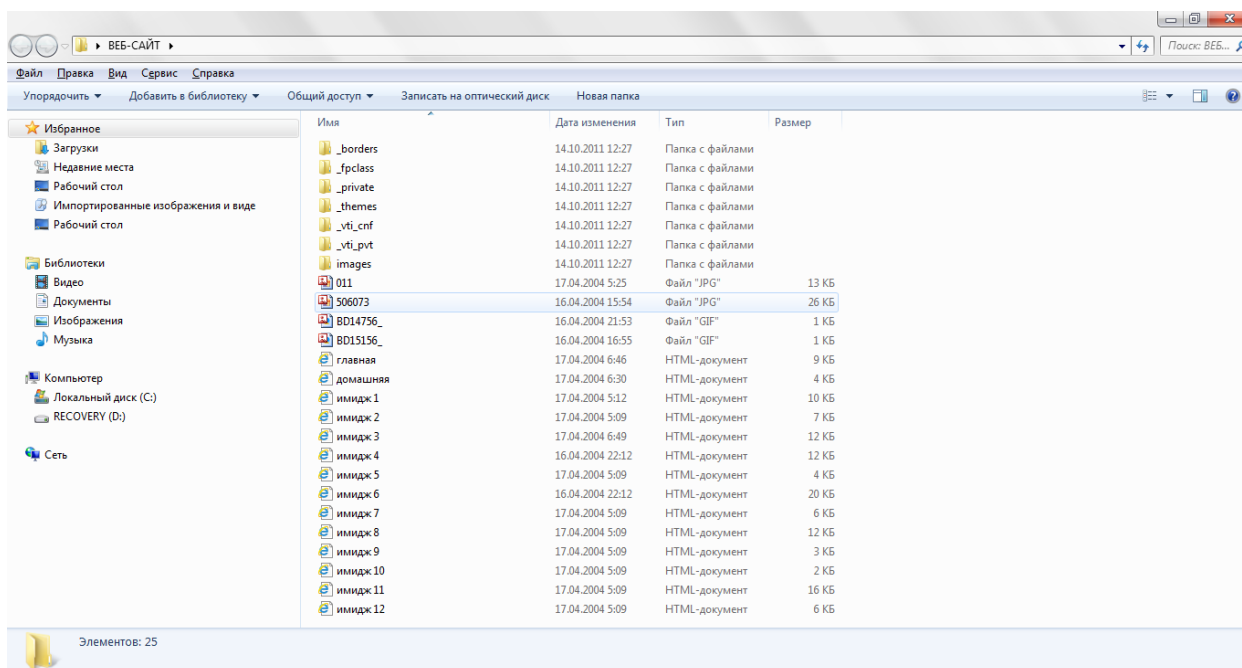 ВЕБ-САЙТ
Поиск: ВЕБ...
Файл Правка Вид Сервис Справка
Упорядочить Добавить в библиотеку Общий доступ Записать на оптический диск Новая папка
Избранное
Загрузки
Недавние места
Рабочий стол
Импортированные изображения и виде
Рабочий стол
Библиотеки
Видео
Документы
Изображения
Музыка
Компьютер
Локальный диск (C:)
RECOVERY (D:)
Сеть
Имя Дата изменения Тип Размер
_borders 14.10.2011 12:27 Папка с файлами
_fpclass 14.10.2011 12:27 Папка с файлами
_private 14.10.2011 12:27 Папка с файлами
_themes 14.10.2011 12:27 Папка с файлами
_vti_cnf 14.10.2011 12:27 Папка с файлами
_vti_pvt 14.10.2011 12:27 Папка с файлами
images 14.10.2011 12:27 Папка с файлами
011 17.04.2004 5:25 Файл "JPG" 13 КБ
506073 16.04.2004 15:54 Файл "JPG" 26 КБ
BD14756_ 16.04.2004 21:53 Файл "GIF" 1 КБ
BD15156_ 16.04.2004 16:55 Файл "GIF" 1 КБ
главная 17.04.2004 6:46 HTML-документ 9 КБ
домашняя 17.04.2004 6:30 HTML-документ 4 КБ
имидж 1 17.04.2004 5:12 HTML-документ 10 КБ
имидж 2 17.04.2004 5:09 HTML-документ 7 КБ
имидж 3 17.04.2004 6:49 HTML-документ 12 КБ
имидж 4 16.04.2004 22:12 HTML-документ 12 КБ
имидж 5 17.04.2004 5:09 HTML-документ 4 КБ
имидж 6 16.04.2004 22:12 HTML-документ 20 КБ
имидж 7 17.04.2004 5:09 HTML-документ 6 КБ
имидж 8 17.04.2004 5:09 HTML-документ 12 КБ
имидж 9 17.04.2004 5:09 HTML-документ 3 КБ
имидж 10 17.04.2004 5:09 HTML-документ 2 КБ
имидж 11 17.04.2004 5:09 HTML-документ 16 КБ
имидж 12 17.04.2004 5:09 HTML-документ 6 КБ
Элементов: 25